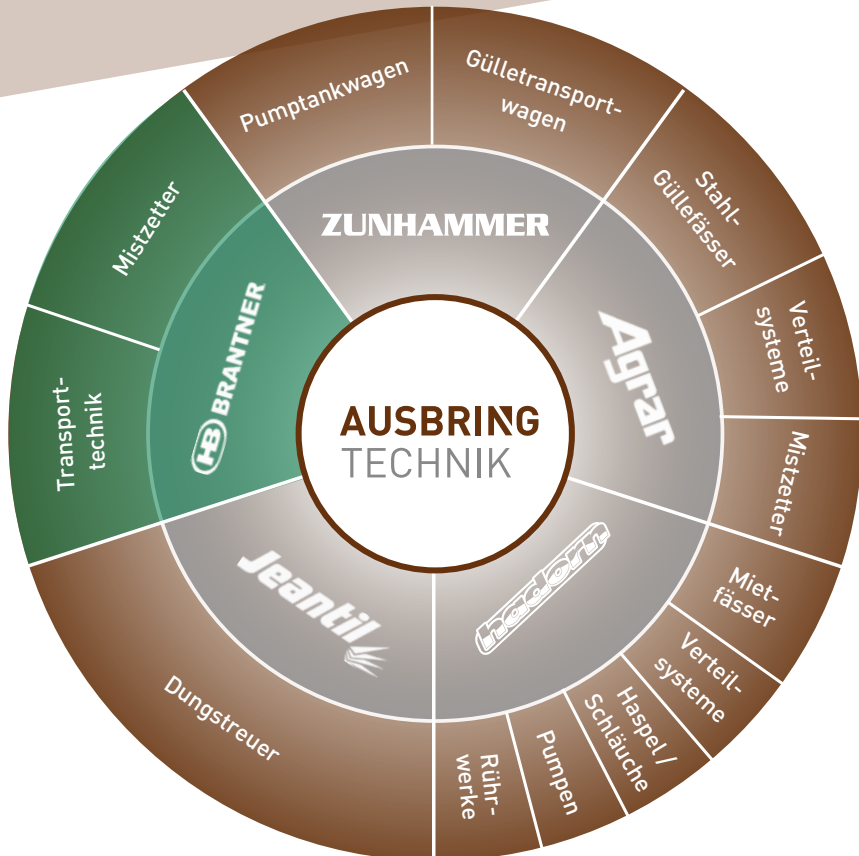 AUSBRING
TECHNIK
ZUNHAMMER
Pumptankwagen
Gülletransport-
wagen
Agrar
Stahl-
Güllefässer
Verteil-
systeme
Mistzetter
hadorn
Miet-
fässer
Verteil-
systeme
Haspel/
Schläuche
Pumpen
Rühr-
werke
Jeantil
Dungstreuer
HB BRANTNER
Transport-
technik
Mistzetter